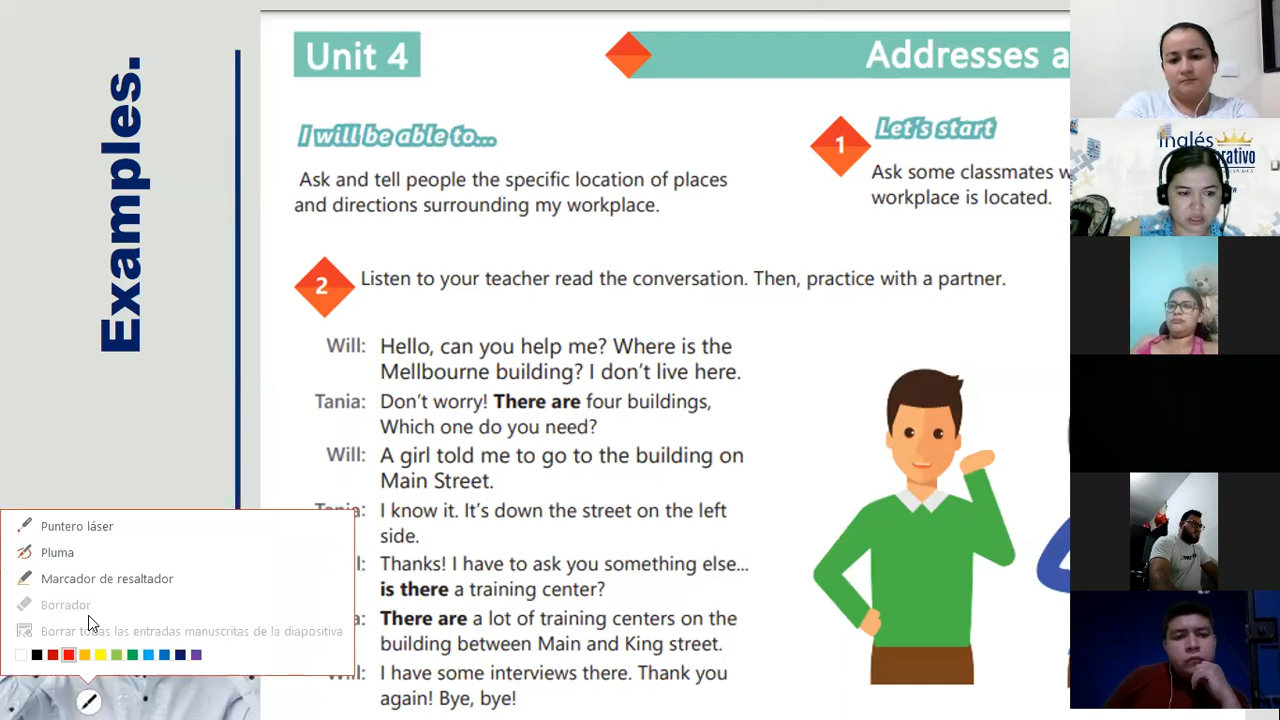 Examples.
Unit 4
Addresses a
I will be able to...
Ask and tell people the specific location of places
and directions surrounding my workplace.
1
Let's start
Ask some classmates w
workplace is located.
2
Listen to your teacher read the conversation. Then, practice with a partner.
Will: Hello, can you help me? Where is the
Mellbourne building? I don't live here.
Tania: Don't worry! There are four buildings,
Which one do you need?
Will: A girl told me to go to the building on
Main Street.
Tania: I know it. It's down the street on the left
side.
l: Thanks! I have to ask you something else...
is there a training center?
a: There are a lot of training centers on the
building between Main and King street.
Will: I have some interviews there. Thank you
again! Bye, bye!
Puntero láser
Pluma
Marcador de resaltador
Borrador
Borrar todas las entradas manuscritas de la diapositiva
inglés